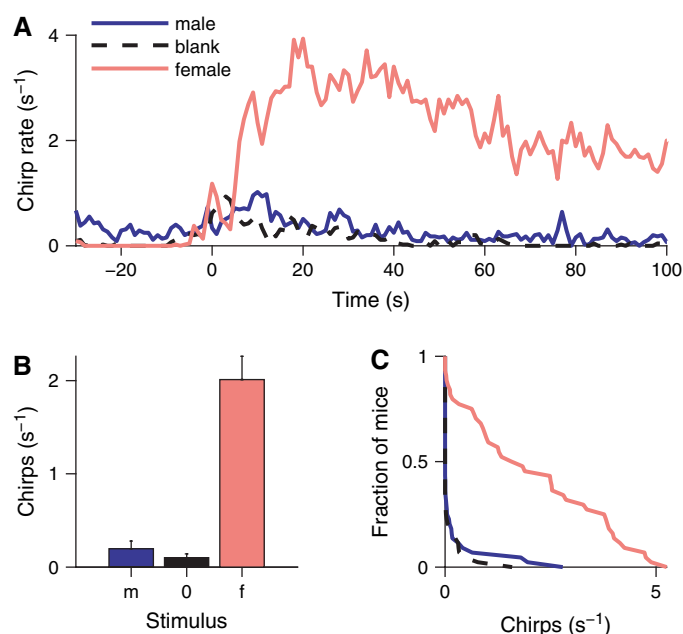 A
male
blank
female
Chirp rate (s⁻¹)
4
2
0
−20 0 20 40 60 80 100
Time (s)
B
Chirps (s⁻¹)
2
1
0
m 0 f
Stimulus
C
Fraction of mice
1
0.5
0
0 5
Chirps (s⁻¹)